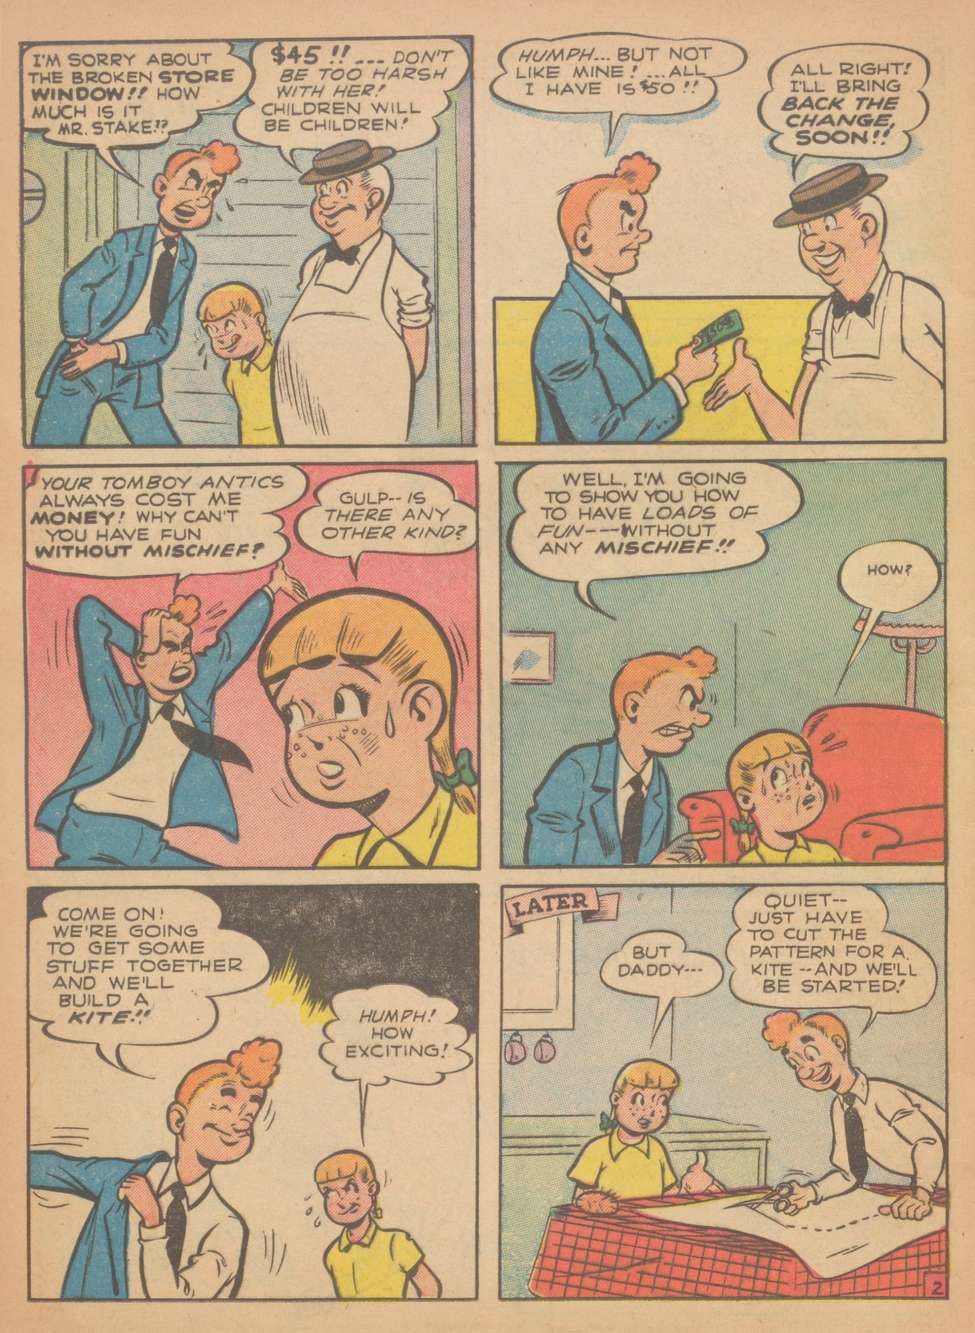 I'M SORRY ABOUT
THE BROKEN STORE
WINDOW!! HOW
MUCH IS IT
MR. STAKE!?
$45!!... DON'T
BE TOO HARSH
WITH HER!
CHILDREN WILL
BE CHILDREN!
HUMPH... BUT NOT
LIKE MINE! ...ALL
I HAVE IS $50!!
ALL RIGHT!
I'LL BRING
BACK THE
CHANGE,
SOON!!
YOUR TOMBOY ANTICS
ALWAYS COST ME
MONEY! WHY CAN'T
YOU HAVE FUN
WITHOUT MISCHIEF?
GULP-- IS
THERE ANY
OTHER KIND?
WELL, I'M GOING
TO SHOW YOU HOW
TO HAVE LOADS OF
FUN---WITHOUT
ANY MISCHIEF!!
HOW?
COME ON!
WE'RE GOING
TO GET SOME
STUFF TOGETHER
AND WE'LL
BUILD A
KITE!!
HUMPH!
HOW
EXCITING!
LATER
BUT
DADDY---
QUIET--
JUST HAVE
TO CUT THE
PATTERN FOR A
KITE--AND WE'LL
BE STARTED!
2